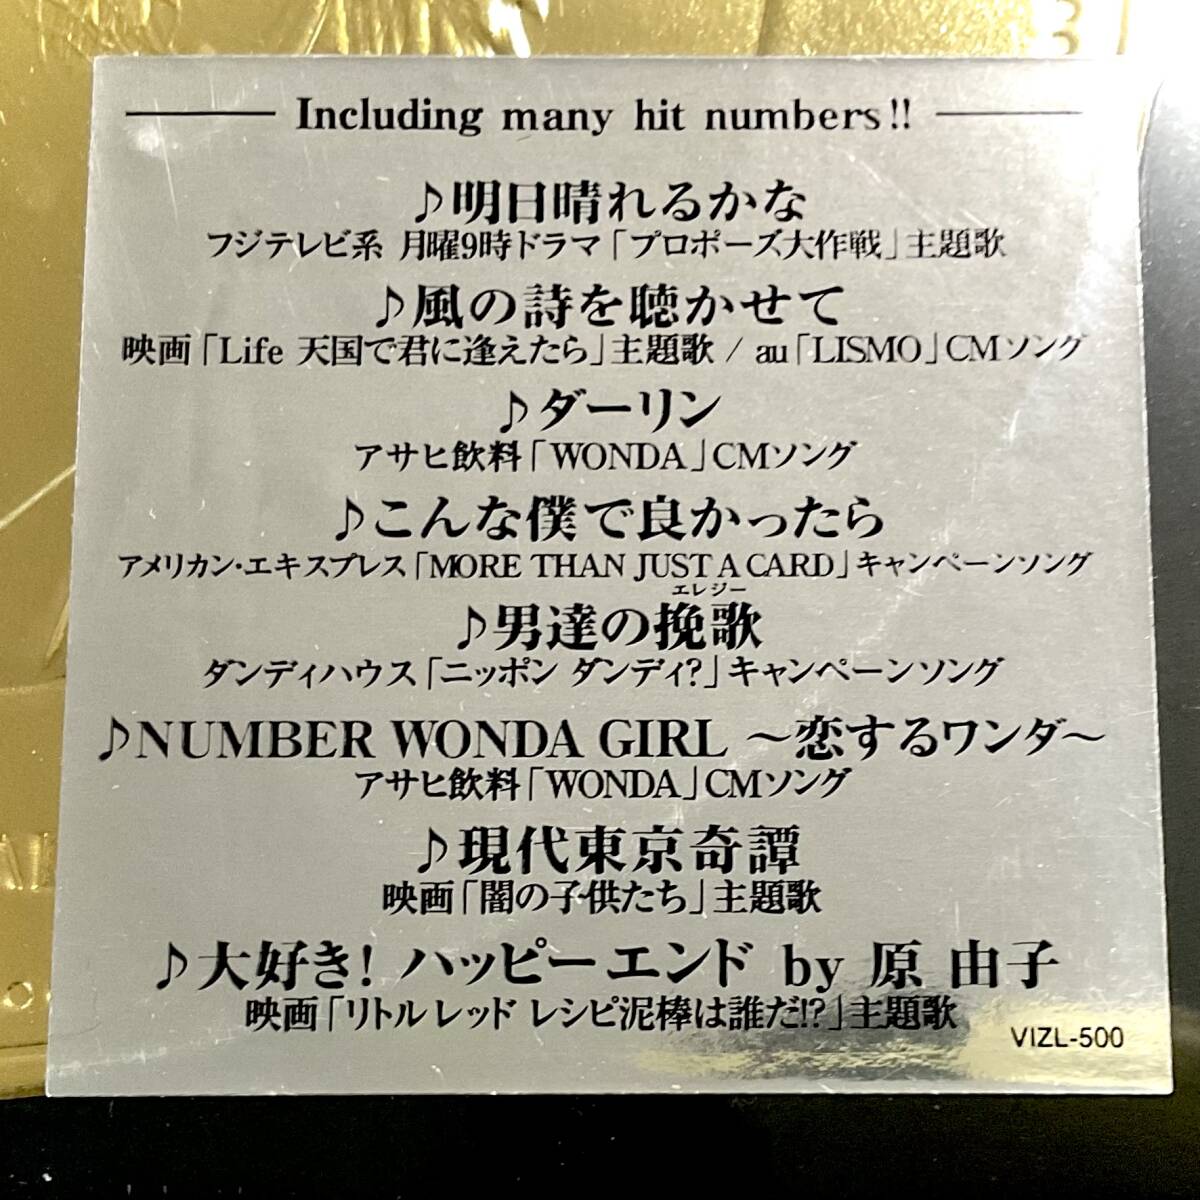 Including many hit numbers!!
♪明日晴れるかな
フジテレビ系 月曜9時ドラマ「プロポーズ大作戦」主題歌
♪風の詩を聴かせて
映画「Life 天国で君に逢えたら」主題歌 / au「LISMO」CMソング
♪ダーリン
アサヒ飲料「WONDA」CMソング
♪こんな僕で良かったら
アメリカン・エキスプレス「MORE THAN JUST A CARD」キャンペーンソング
エレジー
♪男達の挽歌
ダンディハウス「ニッポン ダンディ?」キャンペーンソング
♪NUMBER WONDA GIRL ～恋するワンダ～
アサヒ飲料「WONDA」CMソング
♪現代東京奇譚
映画「闇の子供たち」主題歌
♪大好き! ハッピーエンド by 原 由子
映画「リトルレッド レシピ泥棒は誰だ!?」主題歌
VIZL-500